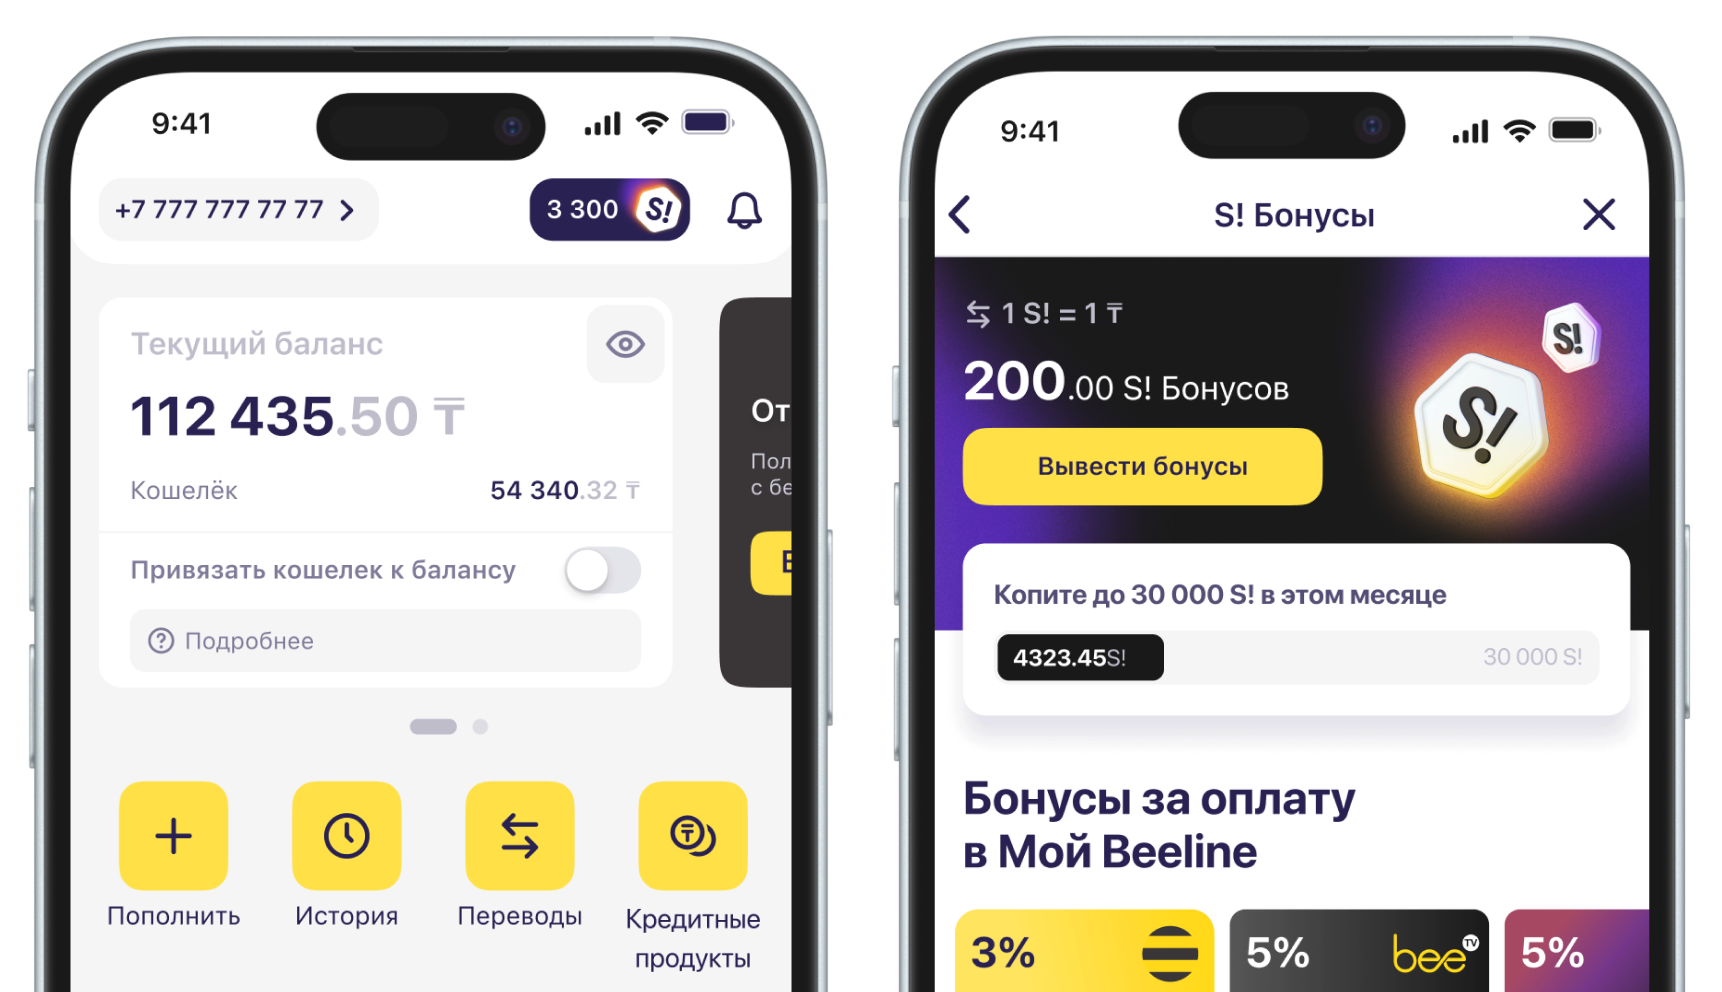 9:41
+7 777 777 77 77
3 300 S!
Текущий баланс
112 435.50 ₸
Кошелёк 54 340.32 ₸
Привязать кошелек к балансу
Подробнее
От
Пол
с бе
Пополнить
История
Переводы
Кредитные
продукты
9:41
S! Бонусы
1 S! = 1 ₸
200.00 S! Бонусов
Вывести бонусы
S!
S!
Копите до 30 000 S! в этом месяце
4323.45S! 30 000 S!
Бонусы за оплату
в Мой Beeline
3%
5% bee TV
5%